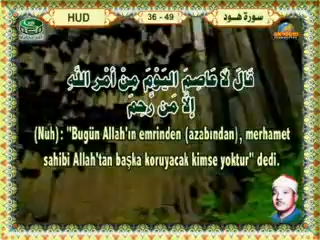 HUD
36 - 49
سورة هود
قَالَ لَا عَاصِمَ الْيَوْمَ مِنْ أَمْرِ اللَّهِ
إِلَّا مَن رَّحِمَ
(Nuh): "Bugün Allah'ın emrinden (azabından), merhamet
sahibi Allah'tan başka koruyacak kimse yoktur" dedi.